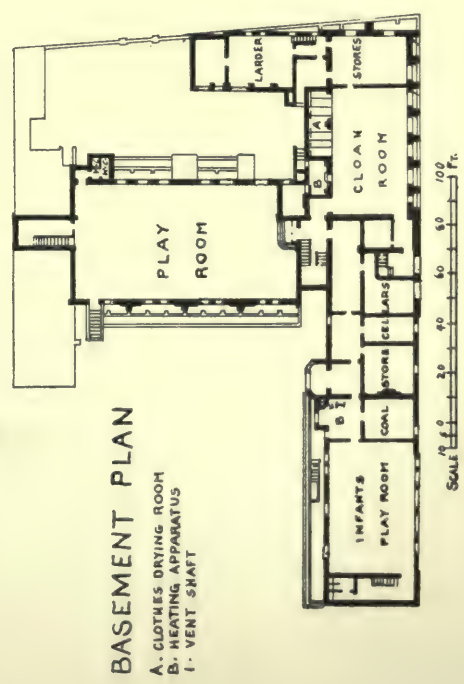 BASEMENT PLAN
A. CLOTHES DRYING ROOM
B. HEATING APPARATUS
I. VENT SHAFT
PLAY
ROOM
LARDER
STORES
A
B
CLOAK
ROOM
CELLARS
STORE
COAL
B
I
INFANTS
PLAY ROOM
SCALE 10 5 0 20 40 60 80 100 FT.